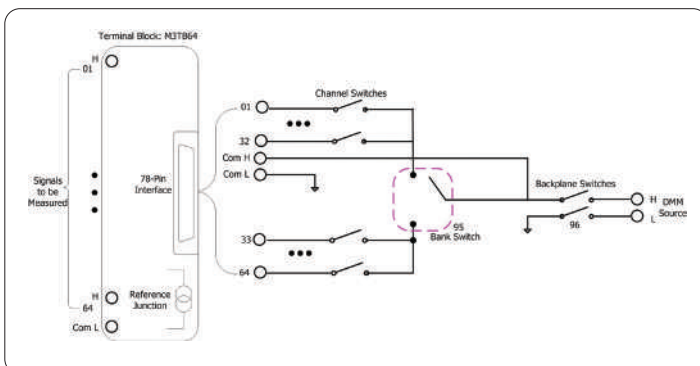 Terminal Block: M3TB64
H
01
Signals
to be
Measured
H
64
Com L
78-Pin
Interface
Reference
Junction
01
Channel Switches
32
Com H
Com L
33
64
95
Bank Switch
Backplane Switches
96
H
L
DMM
Source